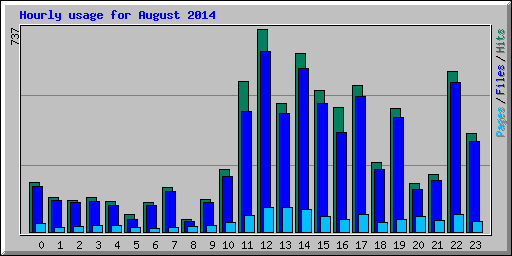 Hourly usage for August 2014
737
Pages / Files / Hits
0 1 2 3 4 5 6 7 8 9 10 11 12 13 14 15 16 17 18 19 20 21 22 23